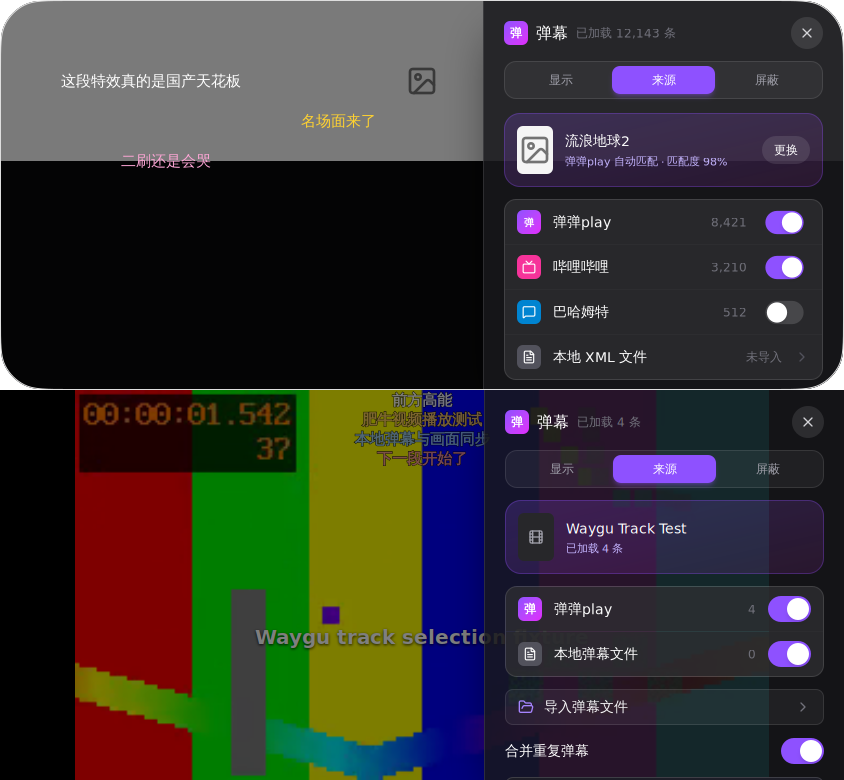 弹 弹幕 已加载 12,143 条
显示 来源 屏蔽
这段特效真的是国产天花板
名场面来了
二刷还是会哭
流浪地球2
弹弹play 自动匹配 · 匹配度 98%
更换
弹 弹弹play 8,421
哔哩哔哩 3,210
巴哈姆特 512
本地 XML 文件 未导入
00:00:01.542
37
前方高能
肥牛视频播放测试
本地弹幕与画面同步
下一段开始了
Waygu track selection
弹 弹幕 已加载 4 条
显示 来源 屏蔽
Waygu Track Test
已加载 4 条
弹 弹弹play 4
本地弹幕文件 0
导入弹幕文件
合并重复弹幕